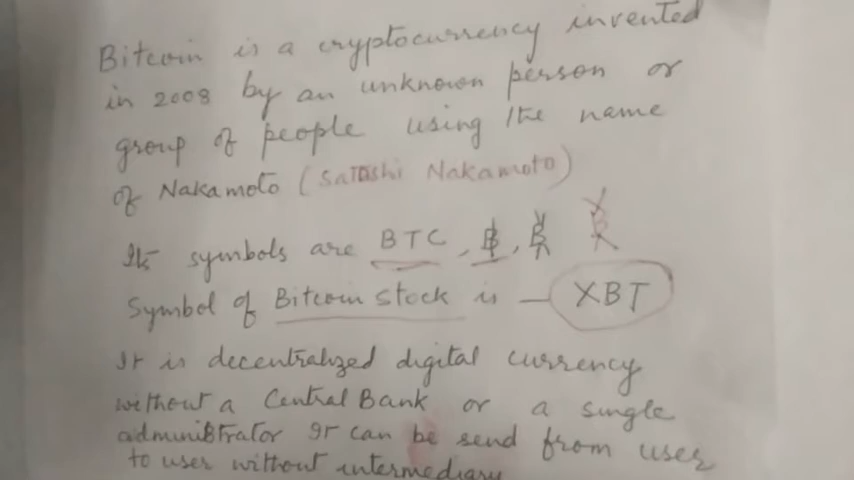 Bitcoin is a cryptocurrency invented
in 2008 by an unknown person or
group of people using the name
of Nakamoto (Satoshi Nakamoto)
Its symbols are BTC, ₿,
Symbol of Bitcoin Stock is — XBT
It is decentralized digital currency
without a Central Bank or a single
administrator It can be send from user
to user without intermediary